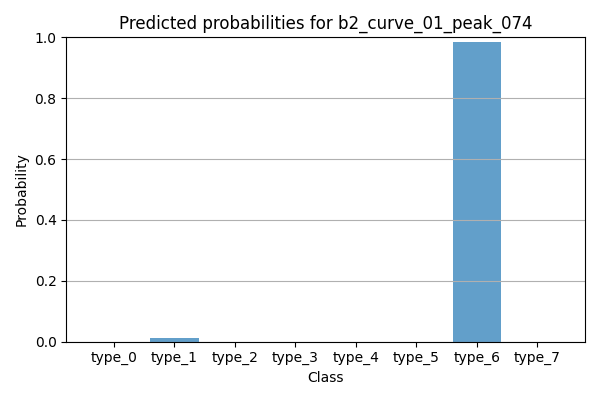 Predicted probabilities for b2_curve_01_peak_074
1.0
0.8
0.6
0.4
0.2
0.0
Probability
type_0 type_1 type_2 type_3 type_4 type_5 type_6 type_7
Class